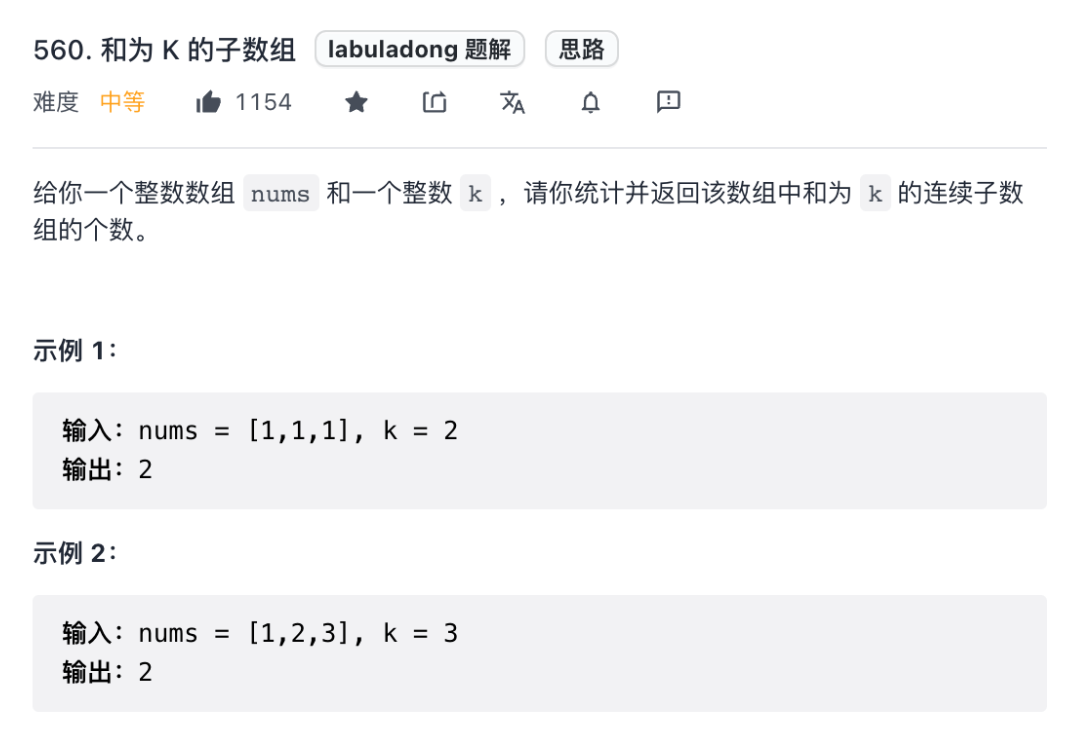 560. 和为 K 的子数组 labuladong 题解 思路
难度 中等 1154
给你一个整数数组 nums 和一个整数 k ，请你统计并返回该数组中和为 k 的连续子数
组的个数。
示例 1：
输入：nums = [1,1,1], k = 2
输出：2
示例 2：
输入：nums = [1,2,3], k = 3
输出：2